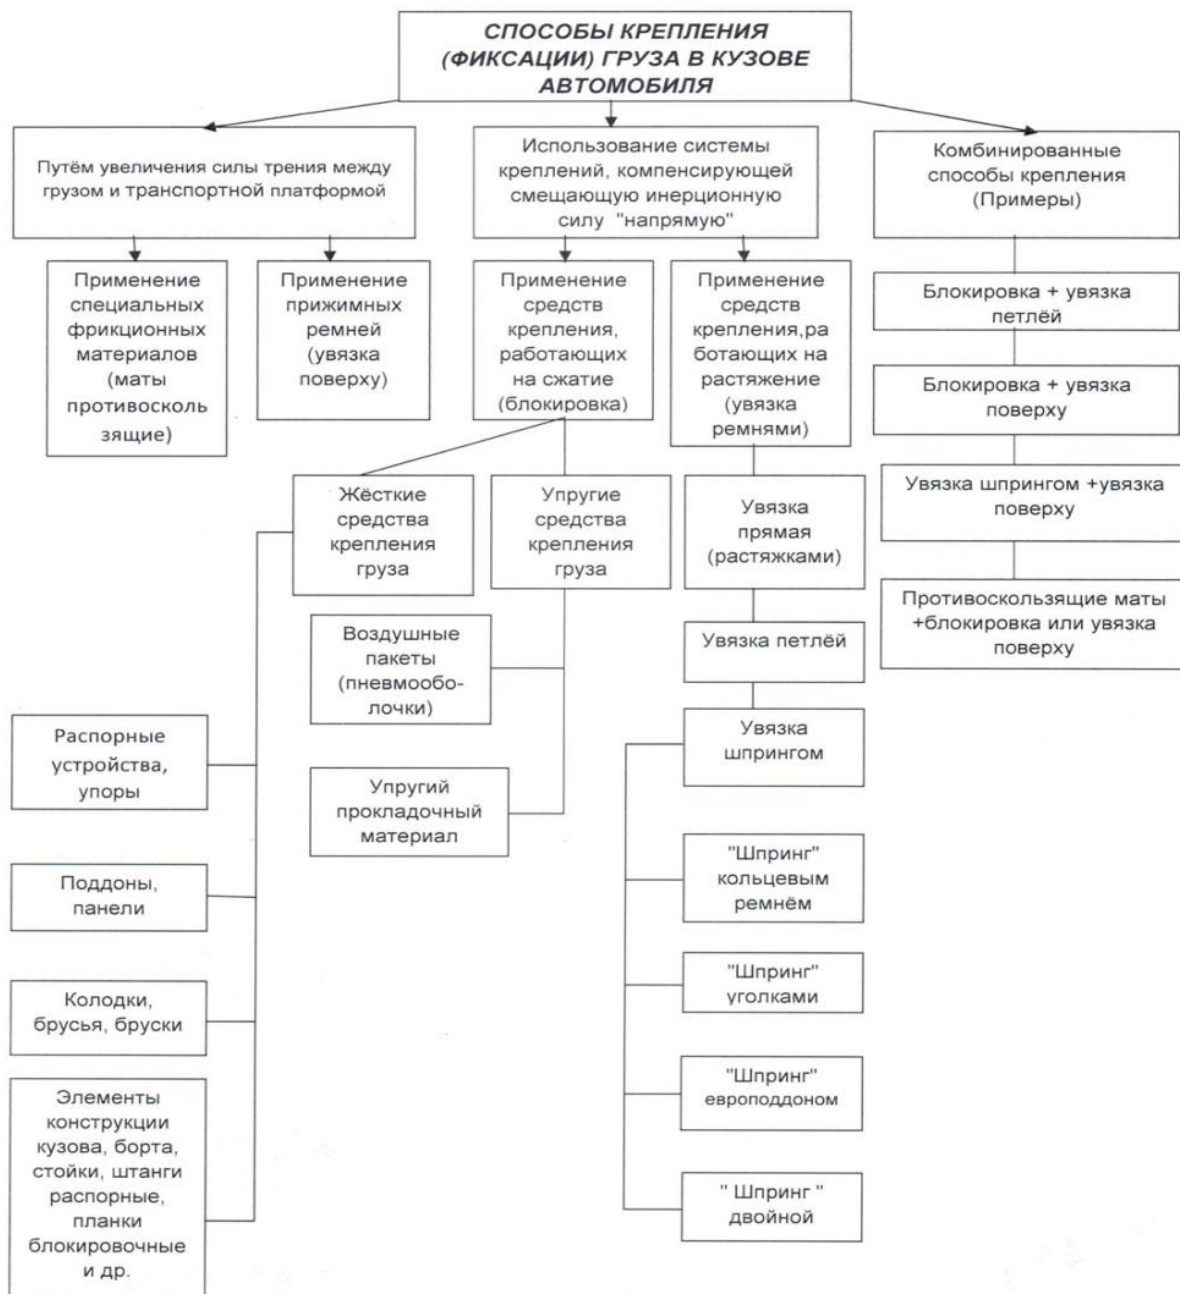 СПОСОБЫ КРЕПЛЕНИЯ
(ФИКСАЦИИ) ГРУЗА В КУЗОВЕ
АВТОМОБИЛЯ
Путём увеличения силы трения между
грузом и транспортной платформой
Использование системы
креплений, компенсирующей
смещающую инерционную
силу "напрямую"
Комбинированные
способы крепления
(Примеры)
Применение
специальных
фрикционных
материалов
(маты
противосколь
зящие)
Применение
прижимных
ремней
(увязка
поверху)
Применение
средств
крепления,
работающих
на сжатие
(блокировка)
Применение
средств
крепления,ра
ботающих на
растяжение
(увязка
ремнями)
Блокировка + увязка
петлёй
Блокировка + увязка
поверху
Увязка шпрингом +увязка
поверху
Противоскользящие маты
+блокировка или увязка
поверху
Жёсткие
средства
крепления
груза
Упругие
средства
крепления
груза
Увязка
прямая
(растяжками)
Воздушные
пакеты
(пневмообо-
лочки)
Увязка петлёй
Распорные
устройства,
упоры
Увязка
шпрингом
Упругий
прокладочный
материал
Поддоны,
панели
"Шпринг"
кольцевым
ремнём
Колодки,
брусья, бруски
"Шпринг"
уголками
Элементы
конструкции
кузова, борта,
стойки, штанги
распорные,
планки
блокировочные
и др.
"Шпринг"
европоддоном
" Шпринг "
двойной